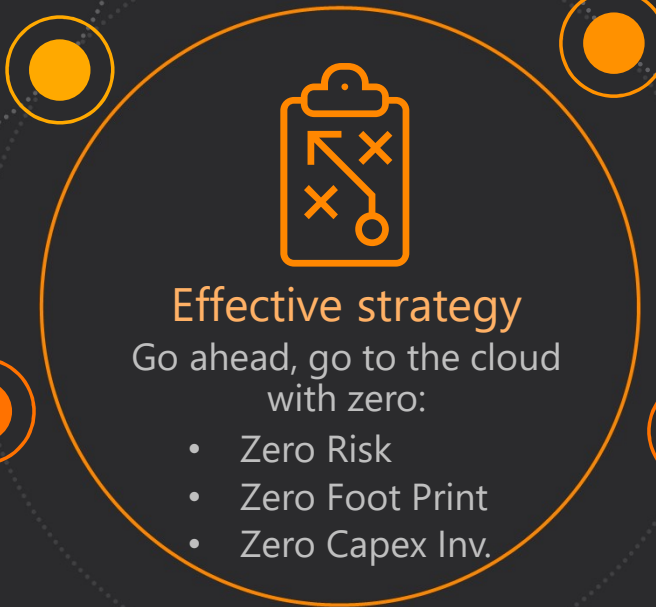 Effective strategy
Go ahead, go to the cloud
with zero:
• Zero Risk
• Zero Foot Print
• Zero Capex Inv.